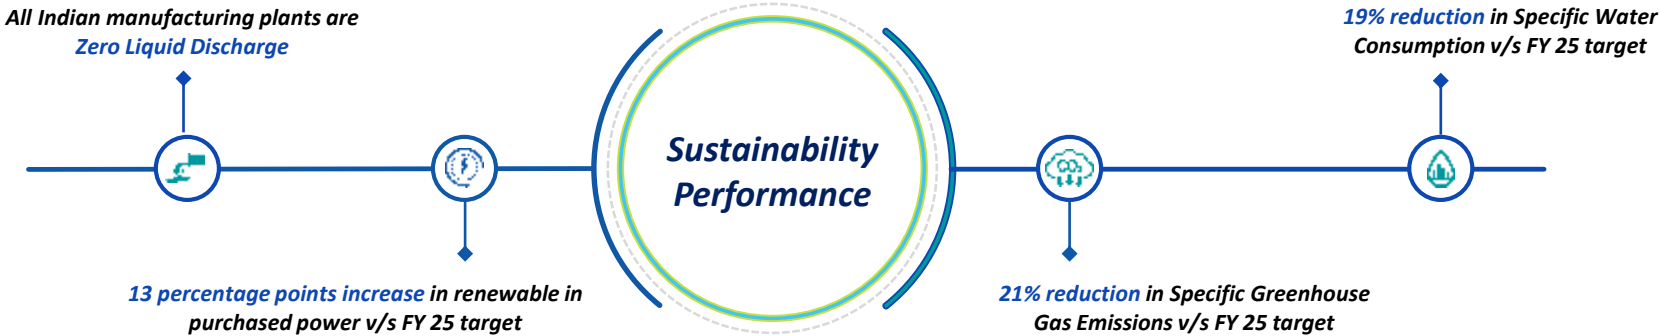 All Indian manufacturing plants are
Zero Liquid Discharge
13 percentage points increase in renewable in
purchased power v/s FY 25 target
Sustainability
Performance
CO₂
21% reduction in Specific Greenhouse
Gas Emissions v/s FY 25 target
19% reduction in Specific Water
Consumption v/s FY 25 target